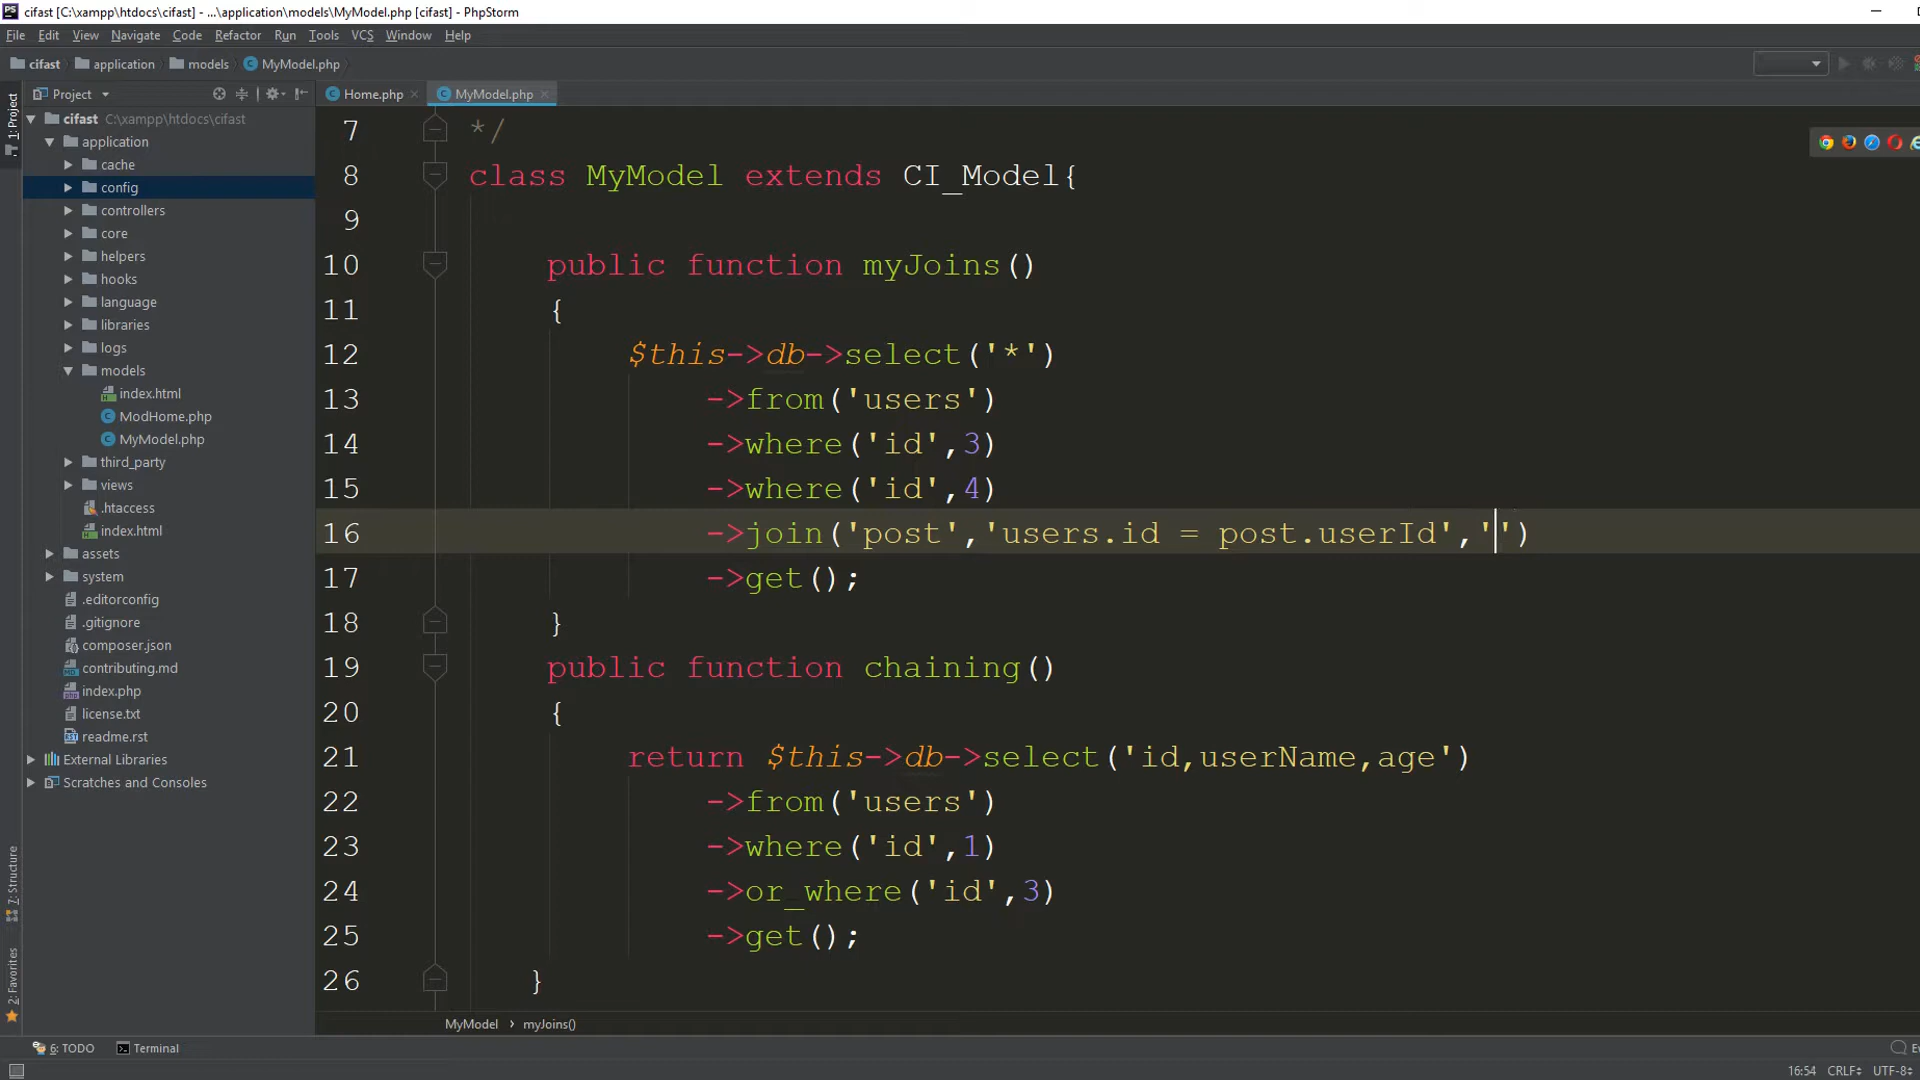 cifast [C:\xampp\htdocs\cifast] - ...\application\models\MyModel.php [cifast] - PhpStorm
File Edit View Navigate Code Refactor Run Tools VCS Window Help
cifast application models MyModel.php
1: Project
Project
Home.php MyModel.php
cifast C:\xampp\htdocs\cifast
application
cache
config
controllers
core
helpers
hooks
language
libraries
logs
models
index.html
ModHome.php
MyModel.php
third_party
views
.htaccess
index.html
assets
system
.editorconfig
.gitignore
composer.json
contributing.md
index.php
license.txt
readme.rst
External Libraries
Scratches and Consoles
7: Structure
2: Favorites
7 */
8 class MyModel extends CI_Model{
9
10 public function myJoins()
11 {
12 $this->db->select('*')
13 ->from('users')
14 ->where('id',3)
15 ->where('id',4)
16 ->join('post','users.id = post.userId','')
17 ->get();
18 }
19 public function chaining()
20 {
21 return $this->db->select('id,userName,age')
22 ->from('users')
23 ->where('id',1)
24 ->or_where('id',3)
25 ->get();
26 }
MyModel › myJoins()
6: TODO Terminal
16:54 CRLF UTF-8